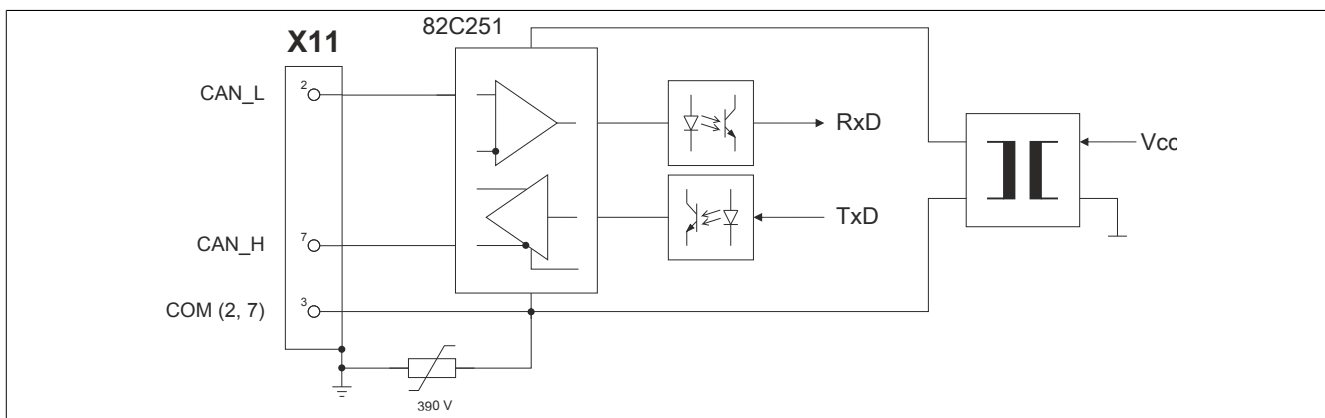 82C251
X11
CAN_L 2
RxD
Vcc
TxD
CAN_H 7
COM (2, 7) 3
390 V